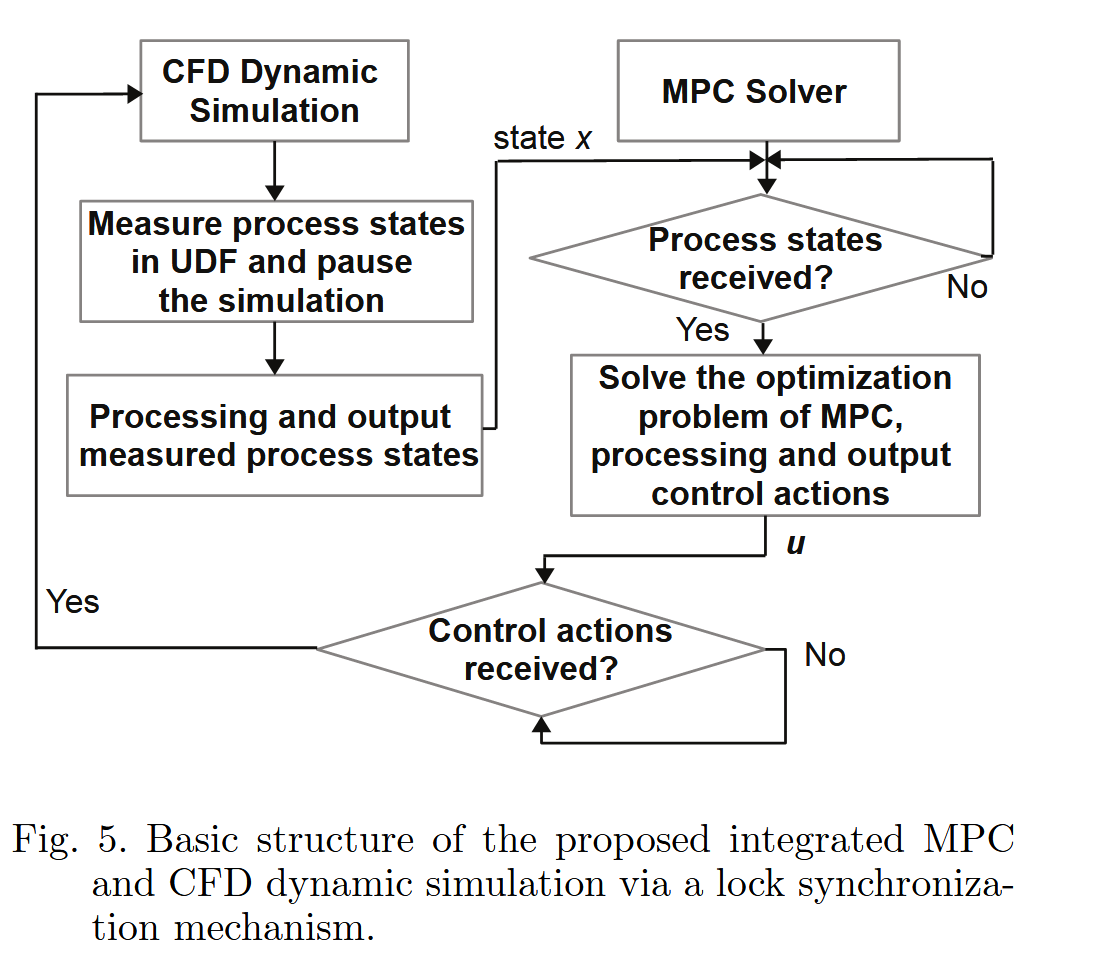 CFD Dynamic
Simulation
MPC Solver
state x
Measure process states
in UDF and pause
the simulation
Process states
received?
No
Yes
Processing and output
measured process states
Solve the optimization
problem of MPC,
processing and output
control actions
u
Yes
Control actions
received?
No
Fig. 5. Basic structure of the proposed integrated MPC
and CFD dynamic simulation via a lock synchroniza-
tion mechanism.